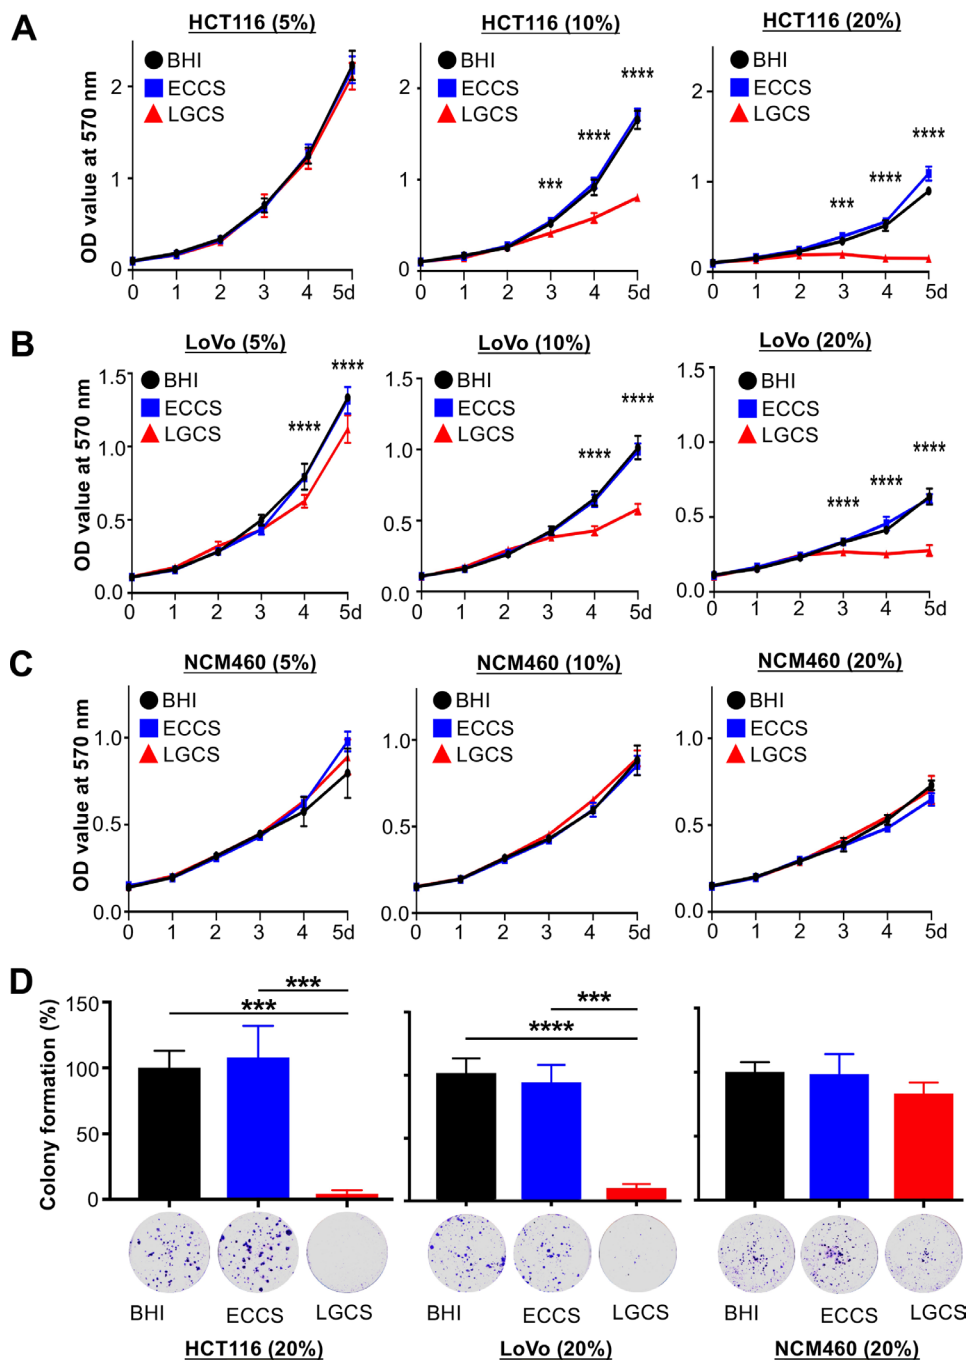 A
HCT116 (5%)
HCT116 (10%)
HCT116 (20%)
OD value at 570 nm
BHI
ECCS
LGCS
2
1
0
0 1 2 3 4 5d
BHI
ECCS
LGCS
*** **** ****
2
1
0
0 1 2 3 4 5d
BHI
ECCS
LGCS
*** **** ****
2
1
0
0 1 2 3 4 5d
B
LoVo (5%)
LoVo (10%)
LoVo (20%)
OD value at 570 nm
BHI
ECCS
LGCS
**** ****
1.5
1.0
0.5
0.0
0 1 2 3 4 5d
BHI
ECCS
LGCS
**** ****
1.5
1.0
0.5
0.0
0 1 2 3 4 5d
BHI
ECCS
LGCS
**** **** ****
1.5
1.0
0.5
0.0
0 1 2 3 4 5d
C
NCM460 (5%)
NCM460 (10%)
NCM460 (20%)
OD value at 570 nm
BHI
ECCS
LGCS
1.0
0.5
0.0
0 1 2 3 4 5d
BHI
ECCS
LGCS
1.0
0.5
0.0
0 1 2 3 4 5d
BHI
ECCS
LGCS
1.0
0.5
0.0
0 1 2 3 4 5d
D
Colony formation (%)
150
100
50
0
***
***
***
****
BHI ECCS LGCS
BHI ECCS LGCS
BHI ECCS LGCS
HCT116 (20%)
LoVo (20%)
NCM460 (20%)